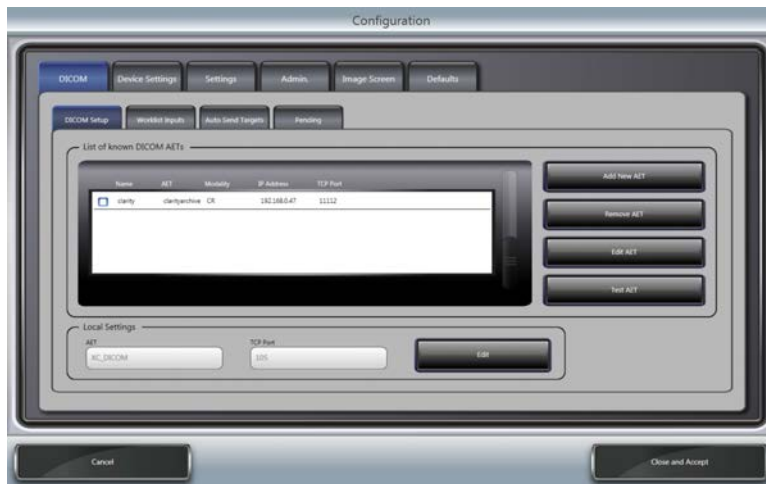 Configuration
DICOM Device Settings Settings Admin. Image Screen Defaults
DICOM Setup Worklist Inputs Auto Send Targets Pending
List of known DICOM AETs
Name AET Modality IP Address TCP Port
clarity clarityarchive CR 192.168.0.47 11112
Add New AET
Remove AET
Edit AET
Test AET
Local Settings
AET TCP Port
XC_DICOM 105 Edit
Cancel Close and Accept